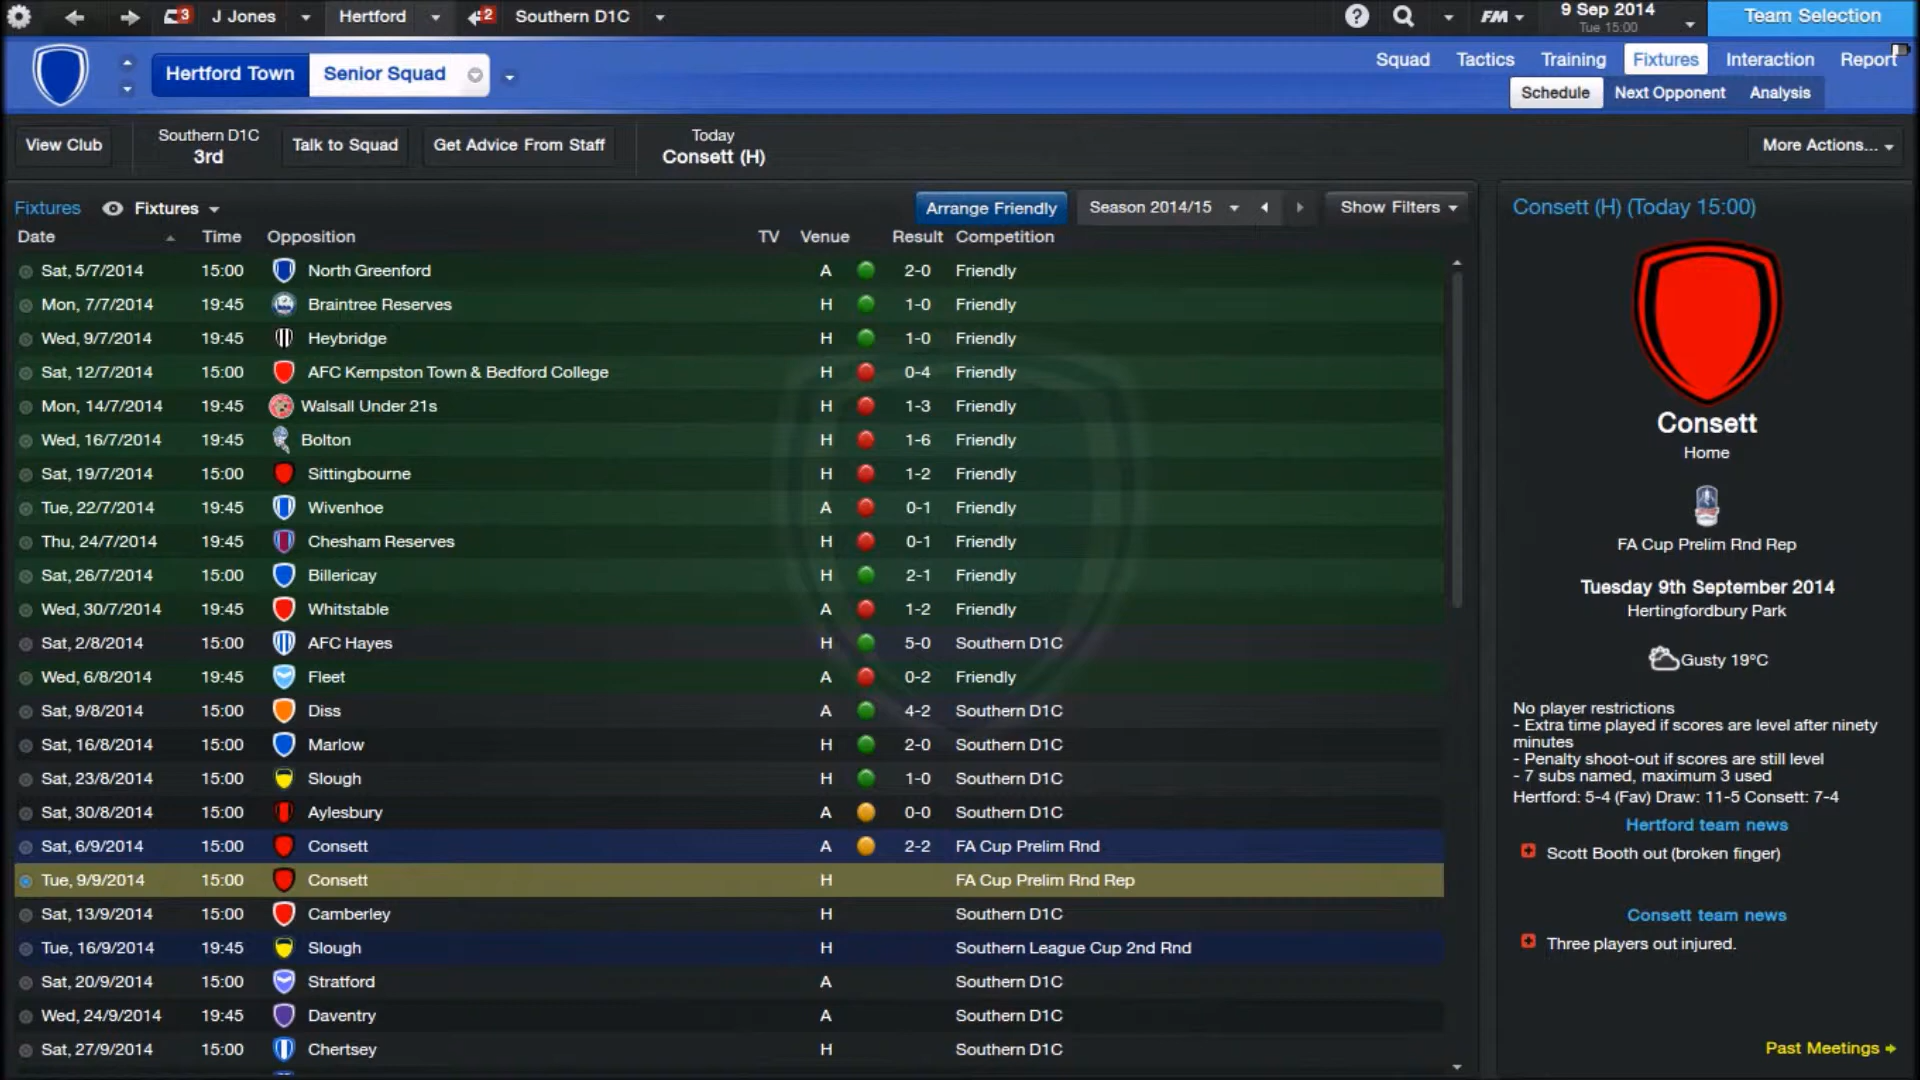 3 J Jones Hertford 2 Southern D1C ? FM 9 Sep 2014 Tue 15:00 Team Selection
Hertford Town Senior Squad Squad Tactics Training Fixtures Interaction Report
Schedule Next Opponent Analysis
View Club Southern D1C 3rd Talk to Squad Get Advice From Staff Today Consett (H) More Actions...
Fixtures Fixtures Arrange Friendly Season 2014/15 Show Filters
Date Time Opposition TV Venue Result Competition
Sat, 5/7/2014 15:00 North Greenford A 2-0 Friendly
Mon, 7/7/2014 19:45 Braintree Reserves H 1-0 Friendly
Wed, 9/7/2014 19:45 Heybridge H 1-0 Friendly
Sat, 12/7/2014 15:00 AFC Kempston Town & Bedford College H 0-4 Friendly
Mon, 14/7/2014 19:45 Walsall Under 21s H 1-3 Friendly
Wed, 16/7/2014 19:45 Bolton H 1-6 Friendly
Sat, 19/7/2014 15:00 Sittingbourne H 1-2 Friendly
Tue, 22/7/2014 19:45 Wivenhoe A 0-1 Friendly
Thu, 24/7/2014 19:45 Chesham Reserves H 0-1 Friendly
Sat, 26/7/2014 15:00 Billericay H 2-1 Friendly
Wed, 30/7/2014 19:45 Whitstable A 1-2 Friendly
Sat, 2/8/2014 15:00 AFC Hayes H 5-0 Southern D1C
Wed, 6/8/2014 19:45 Fleet A 0-2 Friendly
Sat, 9/8/2014 15:00 Diss A 4-2 Southern D1C
Sat, 16/8/2014 15:00 Marlow H 2-0 Southern D1C
Sat, 23/8/2014 15:00 Slough H 1-0 Southern D1C
Sat, 30/8/2014 15:00 Aylesbury A 0-0 Southern D1C
Sat, 6/9/2014 15:00 Consett A 2-2 FA Cup Prelim Rnd
Tue, 9/9/2014 15:00 Consett H FA Cup Prelim Rnd Rep
Sat, 13/9/2014 15:00 Camberley H Southern D1C
Tue, 16/9/2014 19:45 Slough H Southern League Cup 2nd Rnd
Sat, 20/9/2014 15:00 Stratford A Southern D1C
Wed, 24/9/2014 19:45 Daventry A Southern D1C
Sat, 27/9/2014 15:00 Chertsey H Southern D1C
Consett (H) (Today 15:00)
Consett
Home
FA Cup Prelim Rnd Rep
Tuesday 9th September 2014
Hertingfordbury Park
Gusty 19°C
No player restrictions
- Extra time played if scores are level after ninety
minutes
- Penalty shoot-out if scores are still level
- 7 subs named, maximum 3 used
Hertford: 5-4 (Fav) Draw: 11-5 Consett: 7-4
Hertford team news
Scott Booth out (broken finger)
Consett team news
Three players out injured.
Past Meetings